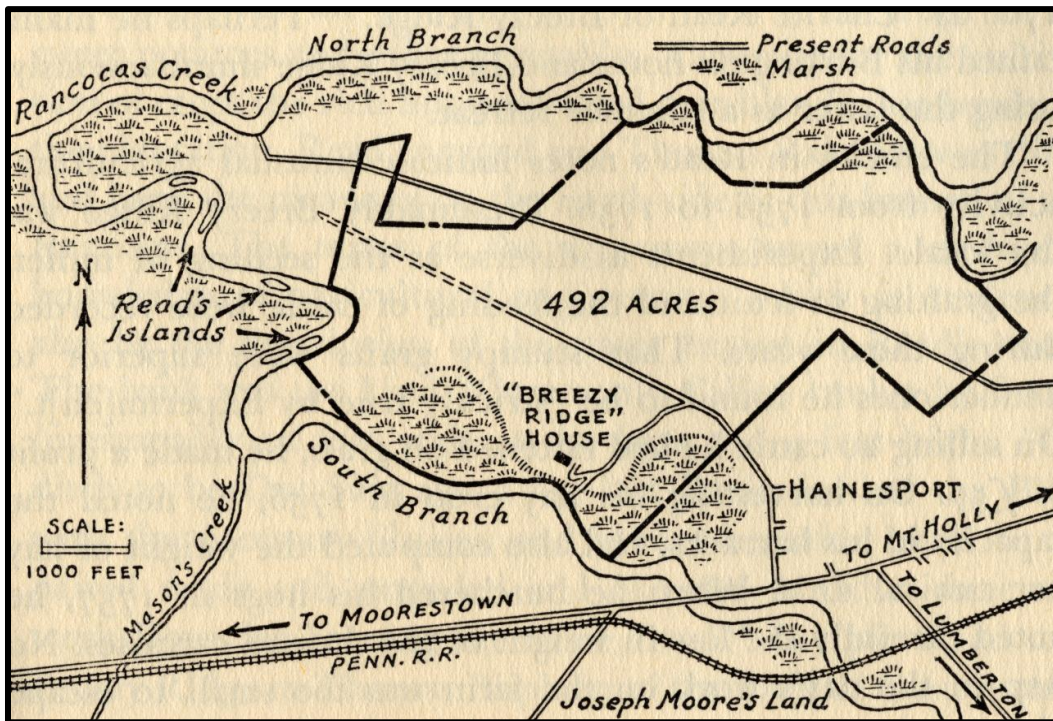 North Branch
Present Roads
Marsh
Rancocas Creek
Read's
Islands
492 ACRES
"BREEZY
RIDGE"
HOUSE
South Branch
HAINESPORT
SCALE:
1000 FEET
Mason's Creek
TO MT. HOLLY
TO MOORESTOWN
PENN. R.R.
TO LUMBERTON
Joseph Moore's Land